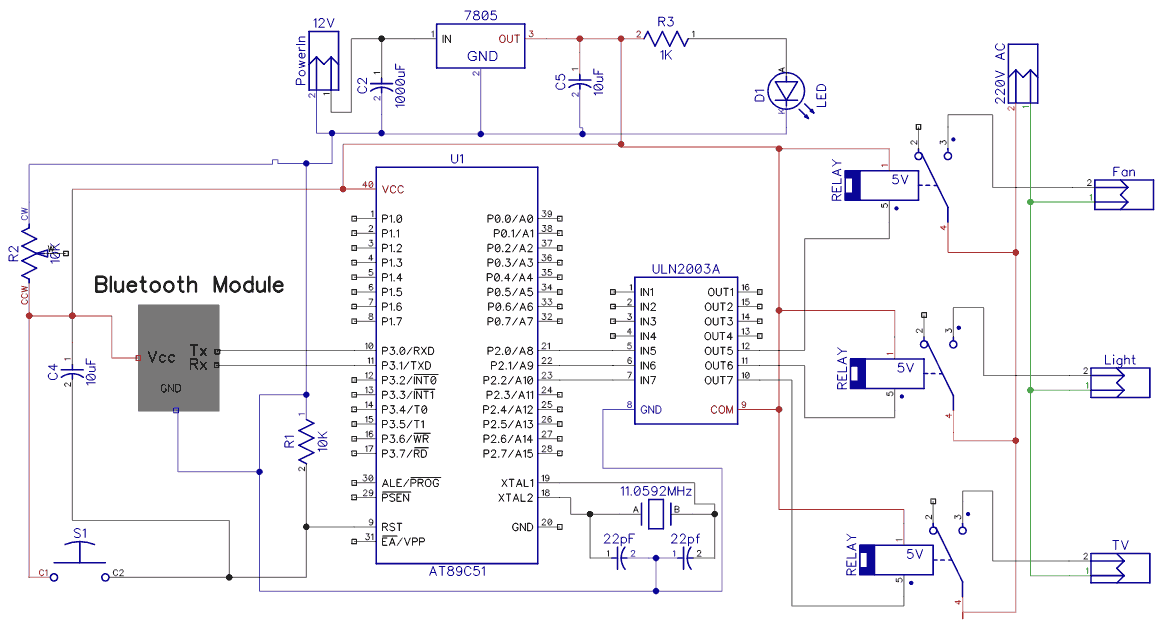 12V
PowerIn
2
1
7805
1
IN
OUT
3
GND
2
C2
1000uF
1
2
C5
10uF
1
2
R3
2
1
1K
D1
A
K
LED
220V AC
2
1
RELAY
5V
1
5
2
3
4
Fan
2
1
R2
CW
10K
CCW
Bluetooth Module
Vcc
Tx
Rx
GND
C4
10uF
1
2
R1
10K
1
2
S1
C1
C2
U1
40 VCC
1 P1.0
2 P1.1
3 P1.2
4 P1.3
5 P1.4
6 P1.5
7 P1.6
8 P1.7
10 P3.0/RXD
11 P3.1/TXD
12 P3.2/INT0
13 P3.3/INT1
14 P3.4/T0
15 P3.5/T1
16 P3.6/WR
17 P3.7/RD
30 ALE/PROG
29 PSEN
9 RST
31 EA/VPP
P0.0/A0 39
P0.1/A1 38
P0.2/A2 37
P0.3/A3 36
P0.4/A4 35
P0.5/A5 34
P0.6/A6 33
P0.7/A7 32
P2.0/A8 21
P2.1/A9 22
P2.2/A10 23
P2.3/A11 24
P2.4/A12 25
P2.5/A13 26
P2.6/A14 27
P2.7/A15 28
XTAL1 19
XTAL2 18
GND 20
AT89C51
11.0592MHz
A
B
22pF
1
2
22pf
1
2
ULN2003A
1 IN1
2 IN2
3 IN3
4 IN4
5 IN5
6 IN6
7 IN7
8 GND
OUT1 16
OUT2 15
OUT3 14
OUT4 13
OUT5 12
OUT6 11
OUT7 10
COM 9
RELAY
5V
1
5
2
3
4
Light
2
1
RELAY
5V
1
5
2
3
4
TV
2
1